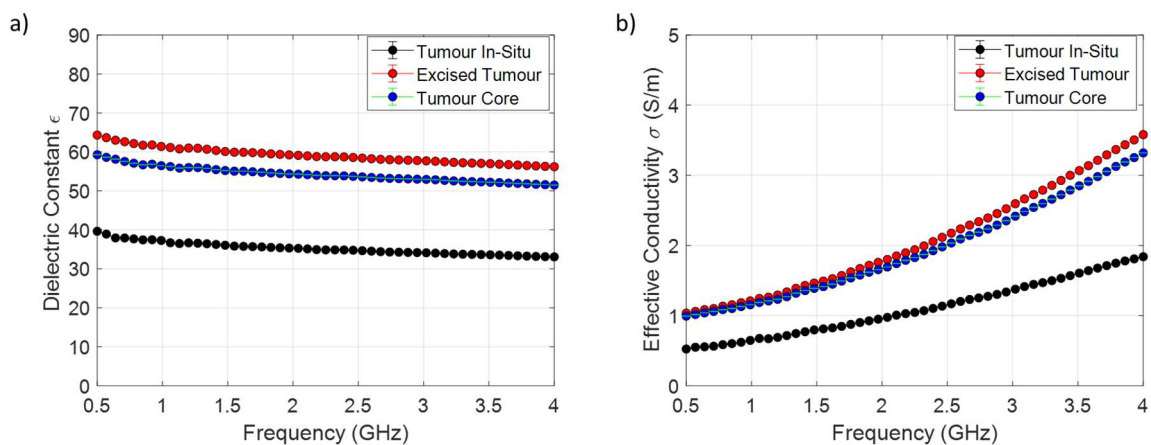 a)
90
80
70
60
50
40
30
20
10
0
Dielectric Constant ϵ
Tumour In-Situ
Excised Tumour
Tumour Core
0.5 1 1.5 2 2.5 3 3.5 4
Frequency (GHz)
b)
5
4
3
2
1
0
Effective Conductivity σ (S/m)
Tumour In-Situ
Excised Tumour
Tumour Core
0.5 1 1.5 2 2.5 3 3.5 4
Frequency (GHz)